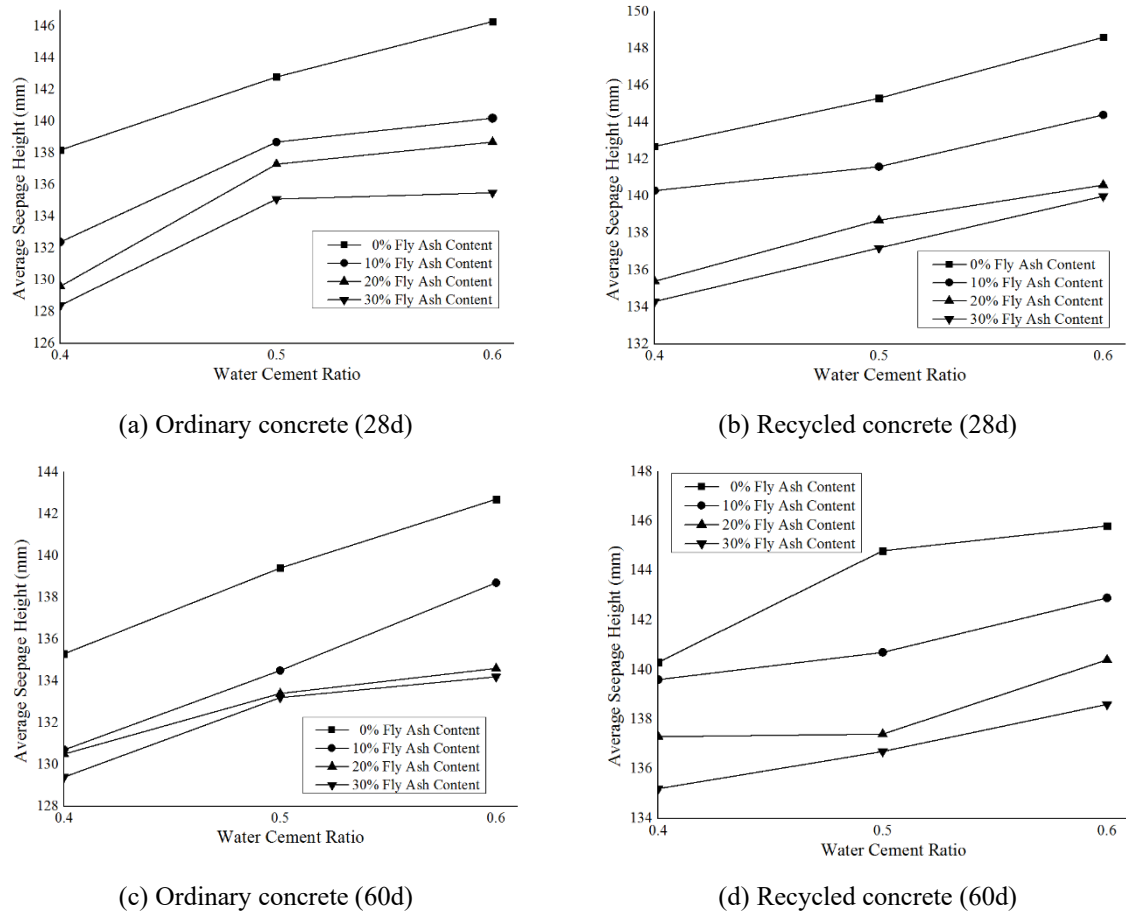 146
144
142
140
138
136
134
132
130
128
126
Average Seepage Height (mm)
0% Fly Ash Content
10% Fly Ash Content
20% Fly Ash Content
30% Fly Ash Content
0.4
0.5
0.6
Water Cement Ratio
(a) Ordinary concrete (28d)
150
148
146
144
142
140
138
136
134
132
Average Seepage Height (mm)
0% Fly Ash Content
10% Fly Ash Content
20% Fly Ash Content
30% Fly Ash Content
0.4
0.5
0.6
Water Cement Ratio
(b) Recycled concrete (28d)
144
142
140
138
136
134
132
130
128
Average Seepage Height (mm)
0% Fly Ash Content
10% Fly Ash Content
20% Fly Ash Content
30% Fly Ash Content
0.4
0.5
0.6
Water Cement Ratio
(c) Ordinary concrete (60d)
148
146
144
142
140
138
136
134
Average Seepage Height (mm)
0% Fly Ash Content
10% Fly Ash Content
20% Fly Ash Content
30% Fly Ash Content
0.4
0.5
0.6
Water Cement Ratio
(d) Recycled concrete (60d)